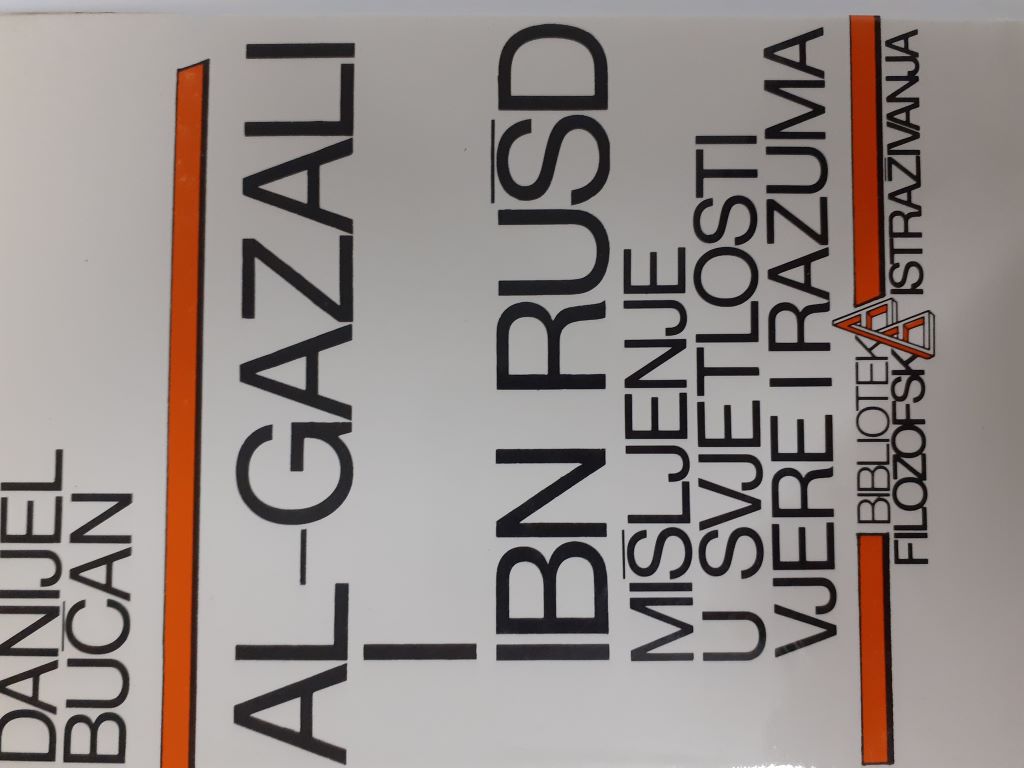 DANIJEL
BUČAN
AL-GAZALI
I
IBN RUŠD
MIŠLJENJE
U SVJETLOSTI
VJERE I RAZUMA
BIBLIOTEKA
FILOZOFSKA ISTRAŽIVANJA